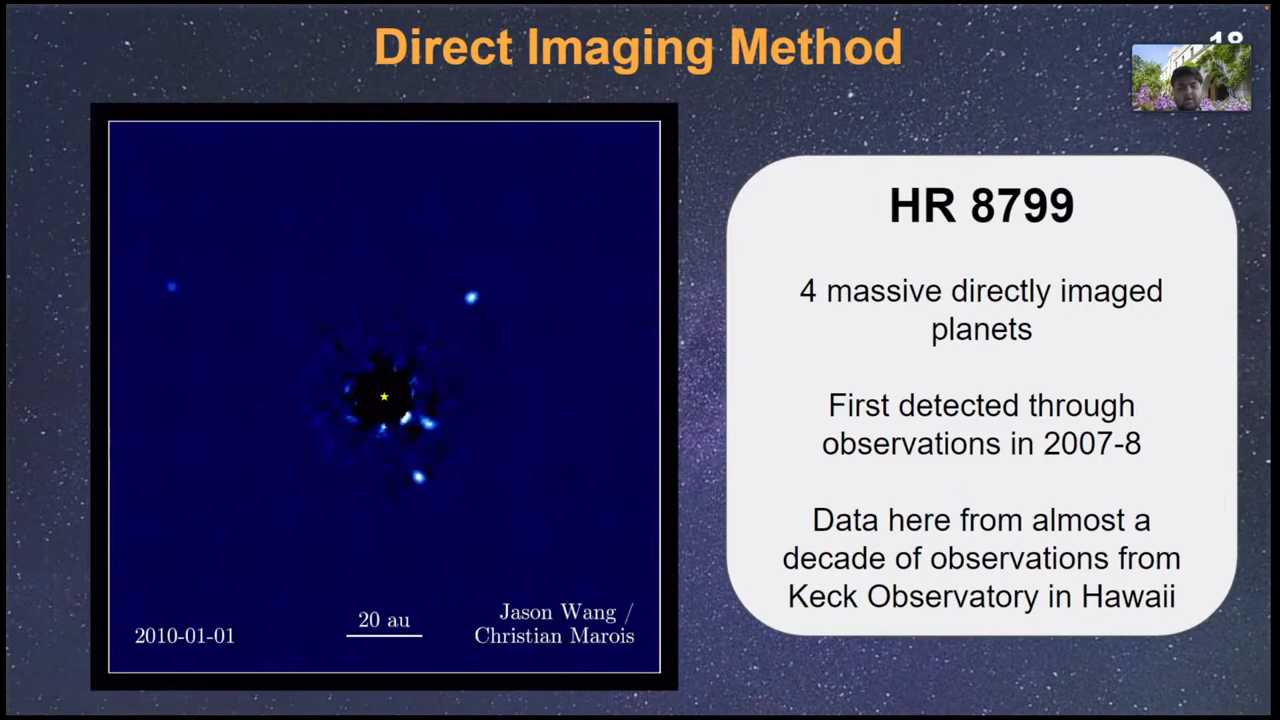 Direct Imaging Method
HR 8799
4 massive directly imaged
planets
First detected through
observations in 2007-8
Data here from almost a
decade of observations from
Keck Observatory in Hawaii
2010-01-01
20 au
Jason Wang /
Christian Marois